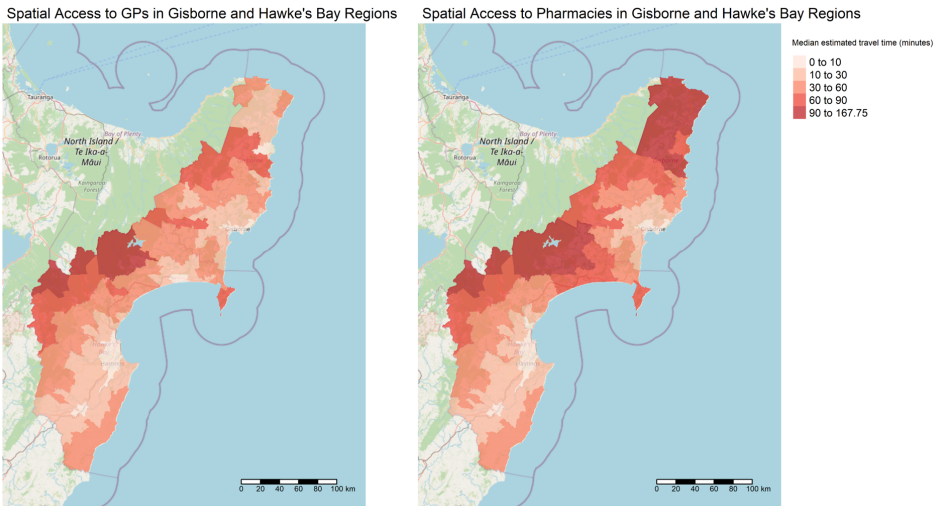 Spatial Access to GPs in Gisborne and Hawke's Bay Regions
Spatial Access to Pharmacies in Gisborne and Hawke's Bay Regions
Median estimated travel time (minutes)
0 to 10
10 to 30
30 to 60
60 to 90
90 to 167.75
Tauranga
Bay of Plenty
North Island /
Te Ika-a-
Māui
Rotorua
Kaingaroa
Forest
0 20 40 60 80 100 km
Tauranga
Bay of Plenty
North Island /
Te Ika-a-
Māui
Rotorua
Kaingaroa
Forest
0 20 40 60 80 100 km